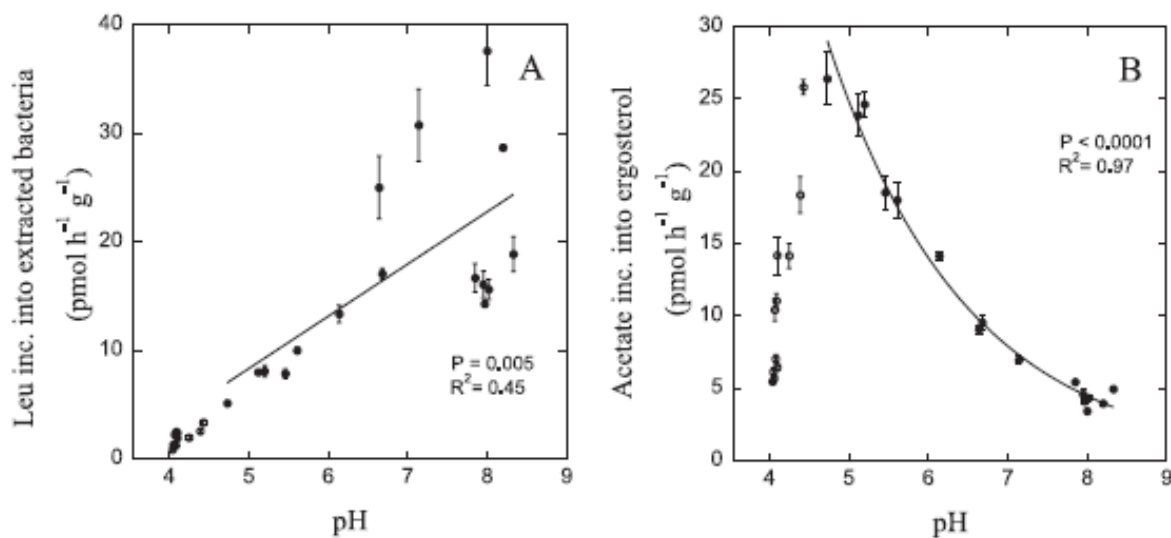 A
Leu inc. into extracted bacteria
(pmol h⁻¹ g⁻¹)
40
30
20
10
0
P = 0.005
R²= 0.45
4 5 6 7 8 9
pH
B
Acetate inc. into ergosterol
(pmol h⁻¹ g⁻¹)
30
25
20
15
10
5
0
P < 0.0001
R²= 0.97
4 5 6 7 8 9
pH